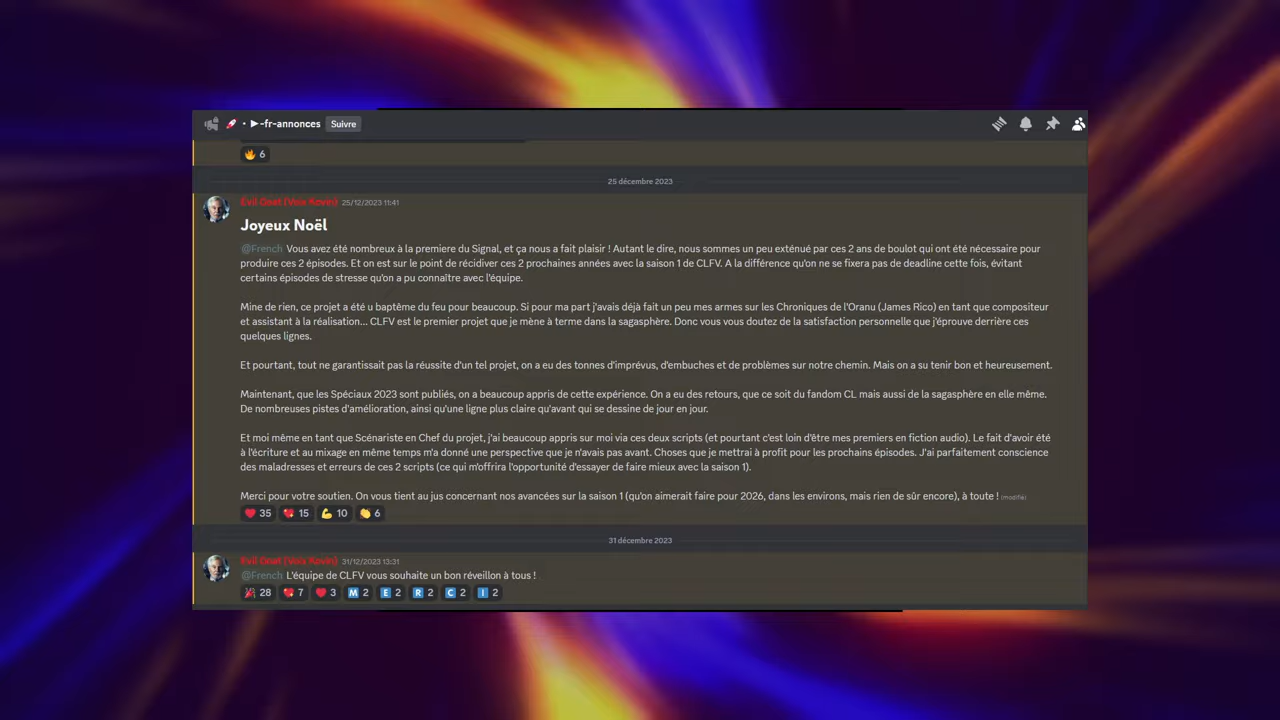 -fr-annonces Suivre
6
25 décembre 2023
Evil Goat (Voix Kovin) 25/12/2023 11:41
Joyeux Noël
@French Vous avez été nombreux à la premiere du Signal, et ça nous a fait plaisir ! Autant le dire, nous sommes un peu exténué par ces 2 ans de boulot qui ont été nécessaire pour
produire ces 2 épisodes. Et on est sur le point de récidiver ces 2 prochaines années avec la saison 1 de CLFV. A la différence qu'on ne se fixera pas de deadline cette fois, évitant
certains épisodes de stresse qu'on a pu connaître avec l'équipe.
Mine de rien, ce projet a été u baptême du feu pour beaucoup. Si pour ma part j'avais déjà fait un peu mes armes sur les Chroniques de l'Oranu (James Rico) en tant que compositeur
et assistant à la réalisation... CLFV est le premier projet que je mène à terme dans la sagasphère. Donc vous vous doutez de la satisfaction personnelle que j'éprouve derrière ces
quelques lignes.
Et pourtant, tout ne garantissait pas la réussite d'un tel projet, on a eu des tonnes d'imprévus, d'embuches et de problèmes sur notre chemin. Mais on a su tenir bon et heureusement.
Maintenant, que les Spéciaux 2023 sont publiés, on a beaucoup appris de cette expérience. On a eu des retours, que ce soit du fandom CL mais aussi de la sagasphère en elle même.
De nombreuses pistes d'amélioration, ainsi qu'une ligne plus claire qu'avant qui se dessine de jour en jour.
Et moi même en tant que Scénariste en Chef du projet, j'ai beaucoup appris sur moi via ces deux scripts (et pourtant c'est loin d'être mes premiers en fiction audio). Le fait d'avoir été
à l'écriture et au mixage en même temps m'a donné une perspective que je n'avais pas avant. Choses que je mettrai à profit pour les prochains épisodes. J'ai parfaitement conscience
des maladresses et erreurs de ces 2 scripts (ce qui m'offrira l'opportunité d'essayer de faire mieux avec la saison 1).
Merci pour votre soutien. On vous tient au jus concernant nos avancées sur la saison 1 (qu'on aimerait faire pour 2026, dans les environs, mais rien de sûr encore), à toute ! (modifié)
35 15 10 6
31 décembre 2023
Evil Goat (Voix Kovin) 31/12/2023 13:31
@French L'équipe de CLFV vous souhaite un bon réveillon à tous !
28 7 3 M 2 E 2 R 2 C 2 I 2